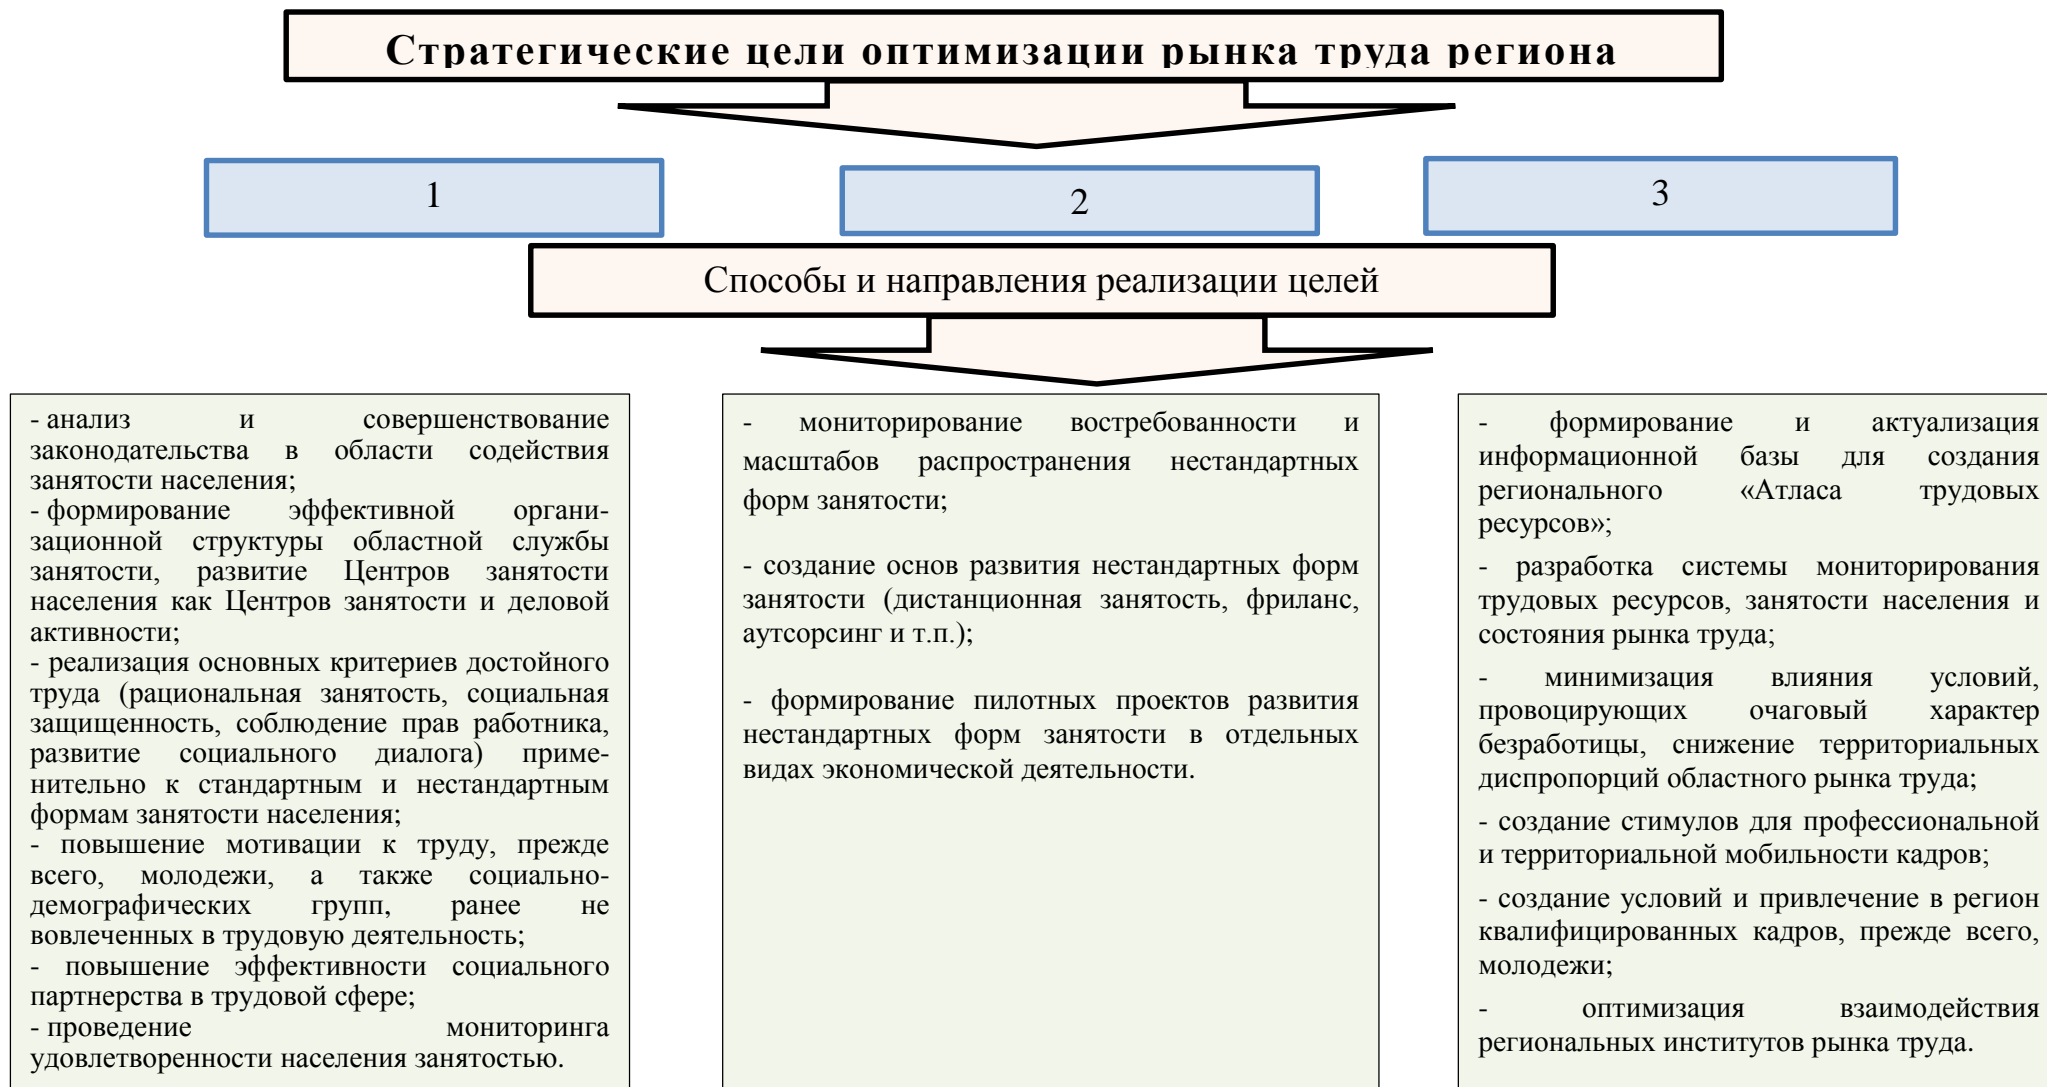 Стратегические цели оптимизации рынка труда региона
1
2
3
Способы и направления реализации целей
- анализ и совершенствование
законодательства в области содействия
занятости населения;
- формирование эффективной органи-
зационной структуры областной службы
занятости, развитие Центров занятости
населения как Центров занятости и деловой
активности;
- реализация основных критериев достойного
труда (рациональная занятость, социальная
защищенность, соблюдение прав работника,
развитие социального диалога) приме-
нительно к стандартным и нестандартным
формам занятости населения;
- повышение мотивации к труду, прежде
всего, молодежи, а также социально-
демографических групп, ранее не
вовлеченных в трудовую деятельность;
- повышение эффективности социального
партнерства в трудовой сфере;
- проведение мониторинга
удовлетворенности населения занятостью.
- мониторирование востребованности и
масштабов распространения нестандартных
форм занятости;
- создание основ развития нестандартных форм
занятости (дистанционная занятость, фриланс,
аутсорсинг и т.п.);
- формирование пилотных проектов развития
нестандартных форм занятости в отдельных
видах экономической деятельности.
- формирование и актуализация
информационной базы для создания
регионального «Атласа трудовых
ресурсов»;
- разработка системы мониторирования
трудовых ресурсов, занятости населения и
состояния рынка труда;
- минимизация влияния условий,
провоцирующих очаговый характер
безработицы, снижение территориальных
диспропорций областного рынка труда;
- создание стимулов для профессиональной
и территориальной мобильности кадров;
- создание условий и привлечение в регион
квалифицированных кадров, прежде всего,
молодежи;
- оптимизация взаимодействия
региональных институтов рынка труда.